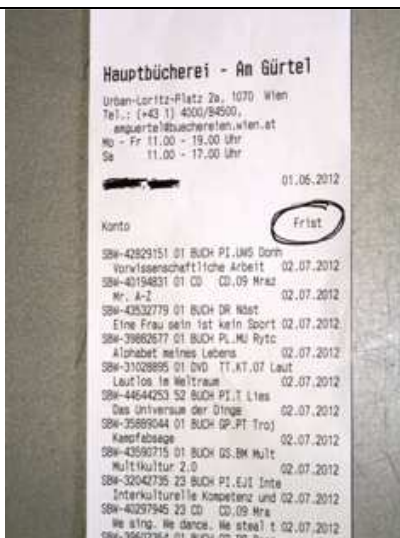 Hauptbücherei - Am Gürtel
Urban-Loritz-Platz 2a, 1070 Wien
Tel.: (+43 1) 4000/84500,
amguertel@buechereien.wien.at
Mo - Fr 11.00 - 19.00 Uhr
Sa 11.00 - 17.00 Uhr
01.06.2012
Konto Frist
SBW-42829151 01 BUCH PI.UWS Donh
Vorwissenschaftliche Arbeit 02.07.2012
SBW-40194831 01 CD CD.09 Mraz
Mr. A-Z 02.07.2012
SBW-43532779 01 BUCH DR Nöst
Eine Frau sein ist kein Sport 02.07.2012
SBW-39882677 01 BUCH PL.MU Rytc
Alphabet meines Lebens 02.07.2012
SBW-31028895 01 DVD TT.KT.07 Laut
Lautlos im Weltraum 02.07.2012
SBW-44644253 52 BUCH PI.T Lies
Das Universum der Dinge 02.07.2012
SBW-35889044 01 BUCH GP.PT Troj
Kampfabsage 02.07.2012
SBW-43590715 01 BUCH GS.BM Mult
Multikultur 2.0 02.07.2012
SBW-32042735 23 BUCH PI.EJI Inte
Interkulturelle Kompetenz und 02.07.2012
SBW-40297945 23 CD CD.09 Mra
We sing. We dance. We steal t 02.07.2012